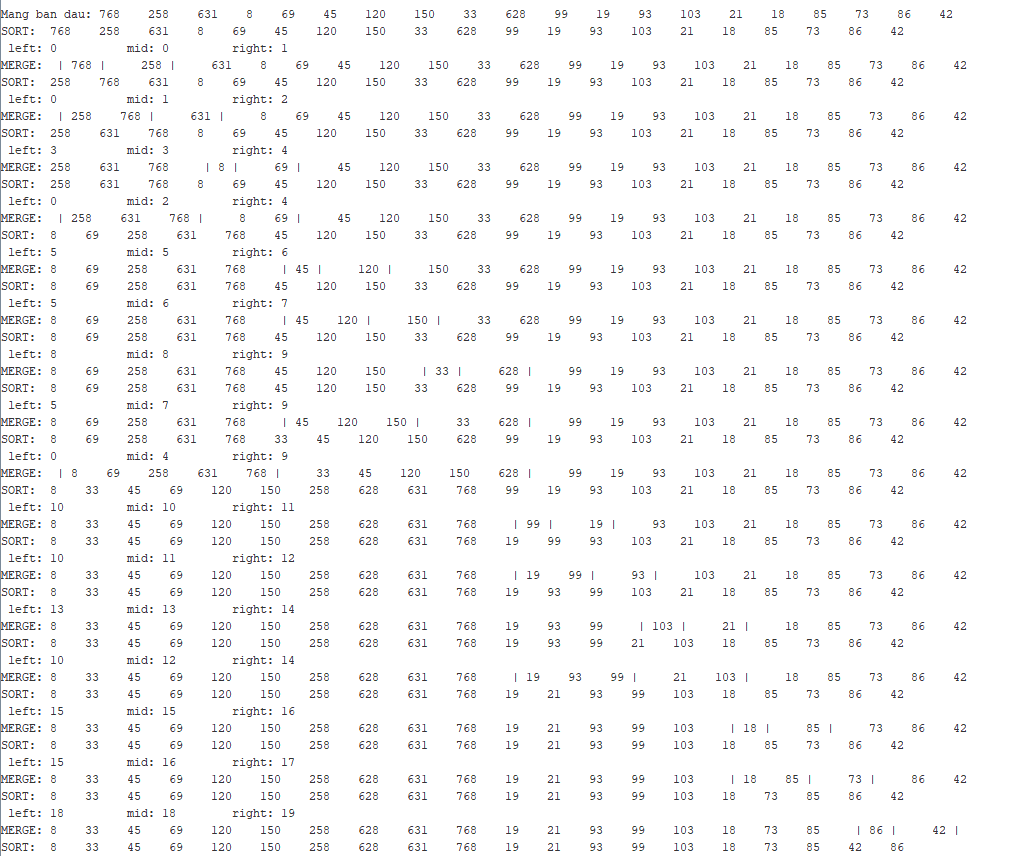 Mang ban dau: 768 258 631 8 69 45 120 150 33 628 99 19 93 103 21 18 85 73 86 42
SORT: 768 258 631 8 69 45 120 150 33 628 99 19 93 103 21 18 85 73 86 42
left: 0 mid: 0 right: 1
MERGE: | 768 | 258 | 631 8 69 45 120 150 33 628 99 19 93 103 21 18 85 73 86 42
SORT: 258 768 631 8 69 45 120 150 33 628 99 19 93 103 21 18 85 73 86 42
left: 0 mid: 1 right: 2
MERGE: | 258 768 | 631 | 8 69 45 120 150 33 628 99 19 93 103 21 18 85 73 86 42
SORT: 258 631 768 8 69 45 120 150 33 628 99 19 93 103 21 18 85 73 86 42
left: 3 mid: 3 right: 4
MERGE: 258 631 768 | 8 | 69 | 45 120 150 33 628 99 19 93 103 21 18 85 73 86 42
SORT: 258 631 768 8 69 45 120 150 33 628 99 19 93 103 21 18 85 73 86 42
left: 0 mid: 2 right: 4
MERGE: | 258 631 768 | 8 69 | 45 120 150 33 628 99 19 93 103 21 18 85 73 86 42
SORT: 8 69 258 631 768 45 120 150 33 628 99 19 93 103 21 18 85 73 86 42
left: 5 mid: 5 right: 6
MERGE: 8 69 258 631 768 | 45 | 120 | 150 33 628 99 19 93 103 21 18 85 73 86 42
SORT: 8 69 258 631 768 45 120 150 33 628 99 19 93 103 21 18 85 73 86 42
left: 5 mid: 6 right: 7
MERGE: 8 69 258 631 768 | 45 120 | 150 | 33 628 99 19 93 103 21 18 85 73 86 42
SORT: 8 69 258 631 768 45 120 150 33 628 99 19 93 103 21 18 85 73 86 42
left: 8 mid: 8 right: 9
MERGE: 8 69 258 631 768 45 120 150 | 33 | 628 | 99 19 93 103 21 18 85 73 86 42
SORT: 8 69 258 631 768 45 120 150 33 628 99 19 93 103 21 18 85 73 86 42
left: 5 mid: 7 right: 9
MERGE: 8 69 258 631 768 | 45 120 150 | 33 628 | 99 19 93 103 21 18 85 73 86 42
SORT: 8 69 258 631 768 33 45 120 150 628 99 19 93 103 21 18 85 73 86 42
left: 0 mid: 4 right: 9
MERGE: | 8 69 258 631 768 | 33 45 120 150 628 | 99 19 93 103 21 18 85 73 86 42
SORT: 8 33 45 69 120 150 258 628 631 768 99 19 93 103 21 18 85 73 86 42
left: 10 mid: 10 right: 11
MERGE: 8 33 45 69 120 150 258 628 631 768 | 99 | 19 | 93 103 21 18 85 73 86 42
SORT: 8 33 45 69 120 150 258 628 631 768 19 99 93 103 21 18 85 73 86 42
left: 10 mid: 11 right: 12
MERGE: 8 33 45 69 120 150 258 628 631 768 | 19 99 | 93 | 103 21 18 85 73 86 42
SORT: 8 33 45 69 120 150 258 628 631 768 19 93 99 103 21 18 85 73 86 42
left: 13 mid: 13 right: 14
MERGE: 8 33 45 69 120 150 258 628 631 768 19 93 99 | 103 | 21 | 18 85 73 86 42
SORT: 8 33 45 69 120 150 258 628 631 768 19 93 99 21 103 18 85 73 86 42
left: 10 mid: 12 right: 14
MERGE: 8 33 45 69 120 150 258 628 631 768 | 19 93 99 | 21 103 | 18 85 73 86 42
SORT: 8 33 45 69 120 150 258 628 631 768 19 21 93 99 103 18 85 73 86 42
left: 15 mid: 15 right: 16
MERGE: 8 33 45 69 120 150 258 628 631 768 19 21 93 99 103 | 18 | 85 | 73 86 42
SORT: 8 33 45 69 120 150 258 628 631 768 19 21 93 99 103 18 85 73 86 42
left: 15 mid: 16 right: 17
MERGE: 8 33 45 69 120 150 258 628 631 768 19 21 93 99 103 | 18 85 | 73 | 86 42
SORT: 8 33 45 69 120 150 258 628 631 768 19 21 93 99 103 18 73 85 86 42
left: 18 mid: 18 right: 19
MERGE: 8 33 45 69 120 150 258 628 631 768 19 21 93 99 103 18 73 85 | 86 | 42 |
SORT: 8 33 45 69 120 150 258 628 631 768 19 21 93 99 103 18 73 85 42 86